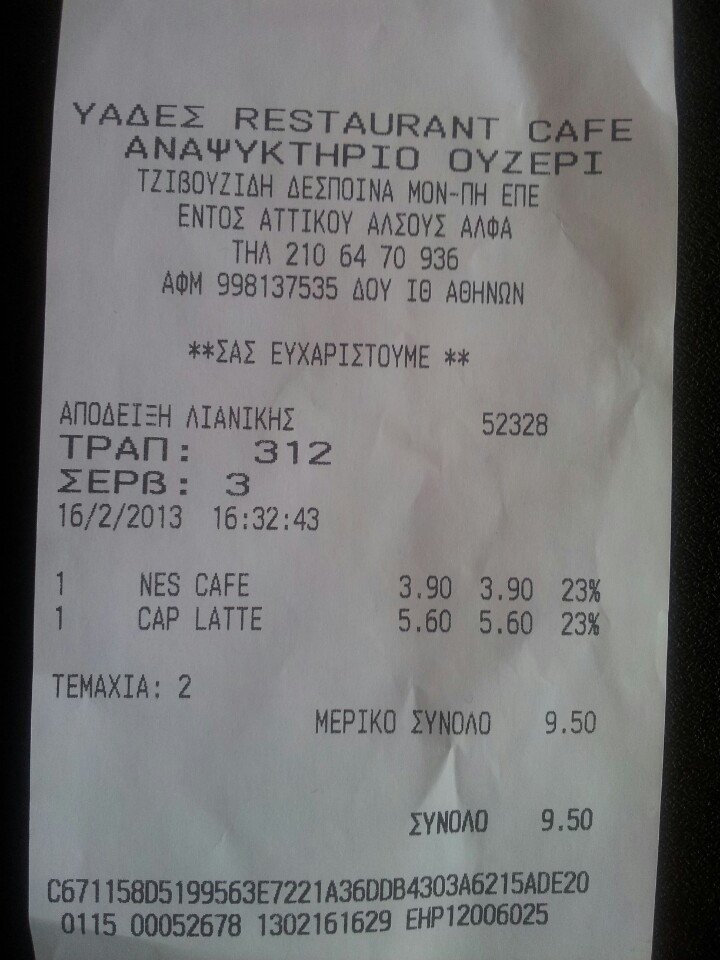 ΥΑΔΕΣ RESTAURANT CAFE
ΑΝΑΨΥΚΤΗΡΙΟ ΟΥΖΕΡΙ
ΤΖΙΒΟΥΖΙΔΗ ΔΕΣΠΟΙΝΑ ΜΟΝ-ΠΗ ΕΠΕ
ΕΝΤΟΣ ΑΤΤΙΚΟΥ ΑΛΣΟΥΣ ΑΛΦΑ
ΤΗΛ 210 64 70 936
ΑΦΜ 998137535 ΔΟΥ ΙΘ ΑΘΗΝΩΝ
**ΣΑΣ ΕΥΧΑΡΙΣΤΟΥΜΕ **
ΑΠΟΔΕΙΞΗ ΛΙΑΝΙΚΗΣ 52328
ΤΡΑΠ: 312
ΣΕΡΒ: 3
16/2/2013 16:32:43
1 NES CAFE 3.90 3.90 23%
1 CAP LATTE 5.60 5.60 23%
ΤΕΜΑΧΙΑ: 2
ΜΕΡΙΚΟ ΣΥΝΟΛΟ 9.50
ΣΥΝΟΛΟ 9.50
C671158D5199563E7221A36DDB4303A6215ADE20
0115 00052678 1302161629 EHP12006025